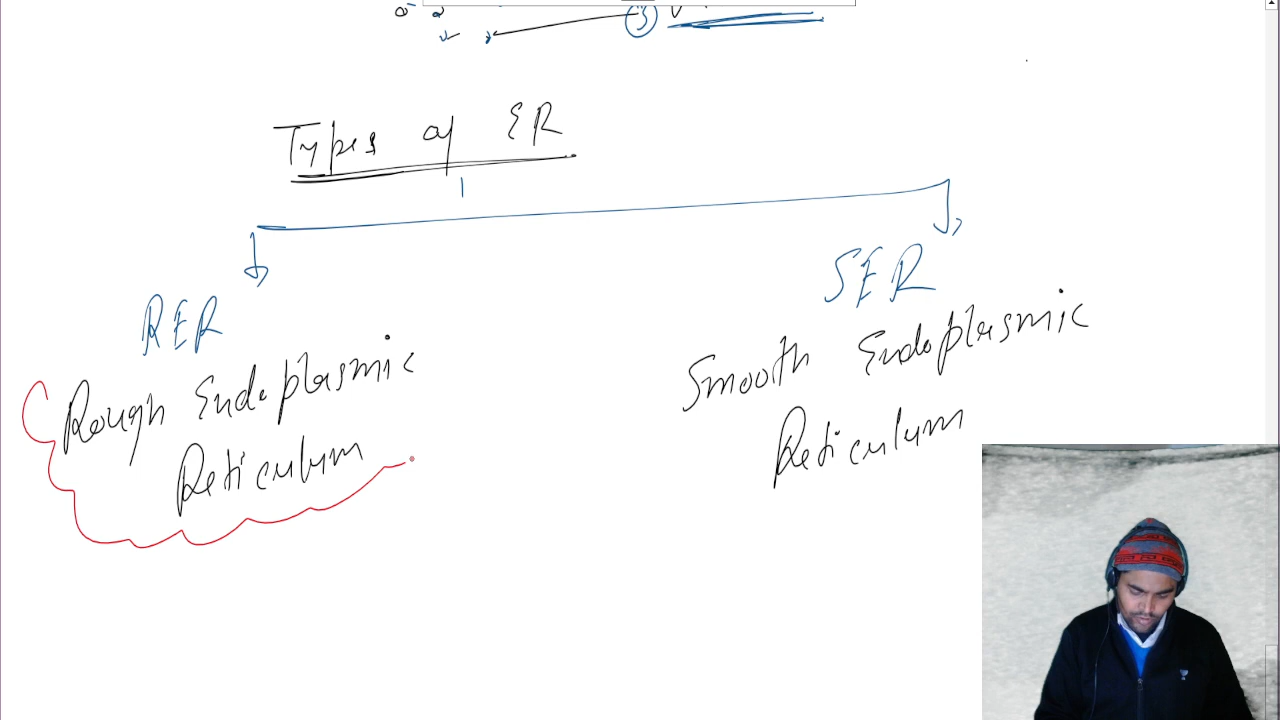 Types of ER
RER
SER
Rough Endoplasmic
Reticulum
Smooth Endoplasmic
Reticulum